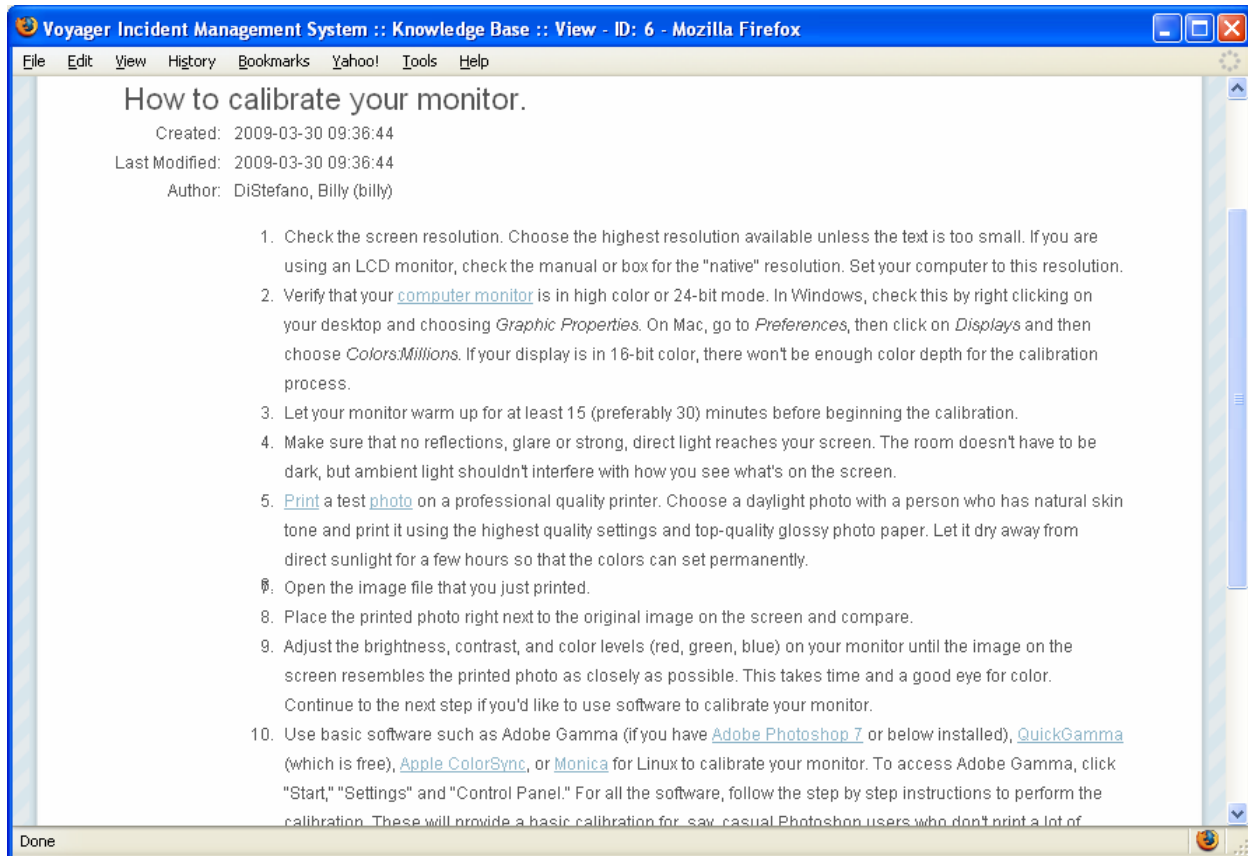 Voyager Incident Management System :: Knowledge Base :: View - ID: 6 - Mozilla Firefox
File Edit View History Bookmarks Yahoo! Tools Help
How to calibrate your monitor.
Created: 2009-03-30 09:36:44
Last Modified: 2009-03-30 09:36:44
Author: DiStefano, Billy (billy)
1. Check the screen resolution. Choose the highest resolution available unless the text is too small. If you are
using an LCD monitor, check the manual or box for the "native" resolution. Set your computer to this resolution.
2. Verify that your computer monitor is in high color or 24-bit mode. In Windows, check this by right clicking on
your desktop and choosing Graphic Properties. On Mac, go to Preferences, then click on Displays and then
choose Colors:Millions. If your display is in 16-bit color, there won't be enough color depth for the calibration
process.
3. Let your monitor warm up for at least 15 (preferably 30) minutes before beginning the calibration.
4. Make sure that no reflections, glare or strong, direct light reaches your screen. The room doesn't have to be
dark, but ambient light shouldn't interfere with how you see what's on the screen.
5. Print a test photo on a professional quality printer. Choose a daylight photo with a person who has natural skin
tone and print it using the highest quality settings and top-quality glossy photo paper. Let it dry away from
direct sunlight for a few hours so that the colors can set permanently.
Open the image file that you just printed.
8. Place the printed photo right next to the original image on the screen and compare.
9. Adjust the brightness, contrast, and color levels (red, green, blue) on your monitor until the image on the
screen resembles the printed photo as closely as possible. This takes time and a good eye for color.
Continue to the next step if you'd like to use software to calibrate your monitor.
10. Use basic software such as Adobe Gamma (if you have Adobe Photoshop 7 or below installed), QuickGamma
(which is free), Apple ColorSync, or Monica for Linux to calibrate your monitor. To access Adobe Gamma, click
"Start," "Settings" and "Control Panel." For all the software, follow the step by step instructions to perform the
calibration. These will provide a basic calibration for, say, casual Photoshop users who don't print a lot of
Done